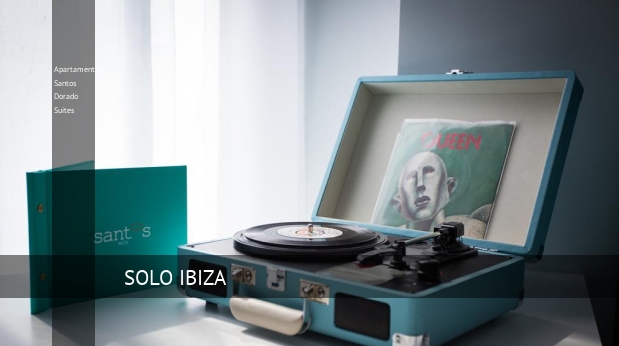 Apartament
Santos
Dorado
Suites
QUEEN
santos
SOLO IBIZA